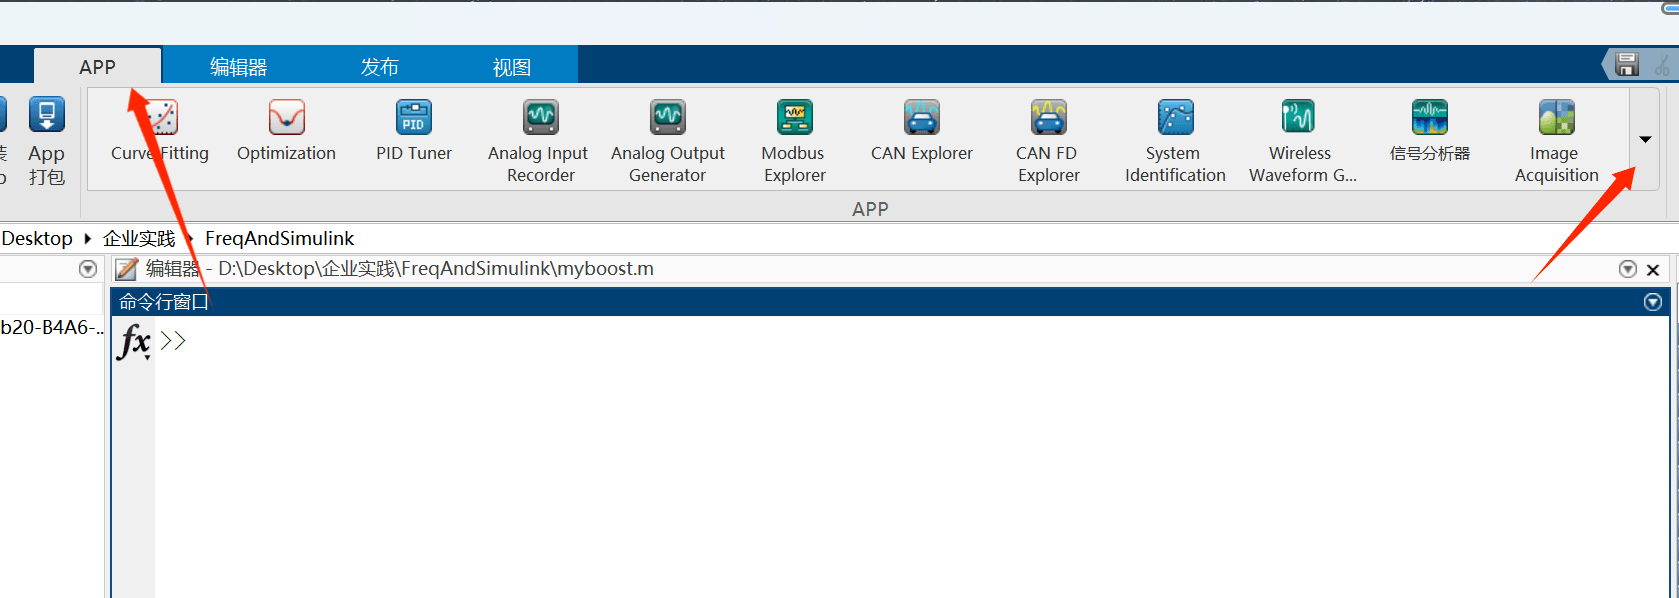 APP 编辑器 发布 视图
App
打包
Curve Fitting
Optimization
PID
PID Tuner
Analog Input
Recorder
Analog Output
Generator
Modbus
Explorer
CAN Explorer
CAN FD
Explorer
System
Identification
Wireless
Waveform G...
信号分析器
Image
Acquisition
APP
Desktop 企业实践 FreqAndSimulink
编辑器 - D:\Desktop\企业实践\FreqAndSimulink\myboost.m
命令行窗口
b20-B4A6-..
fx >>